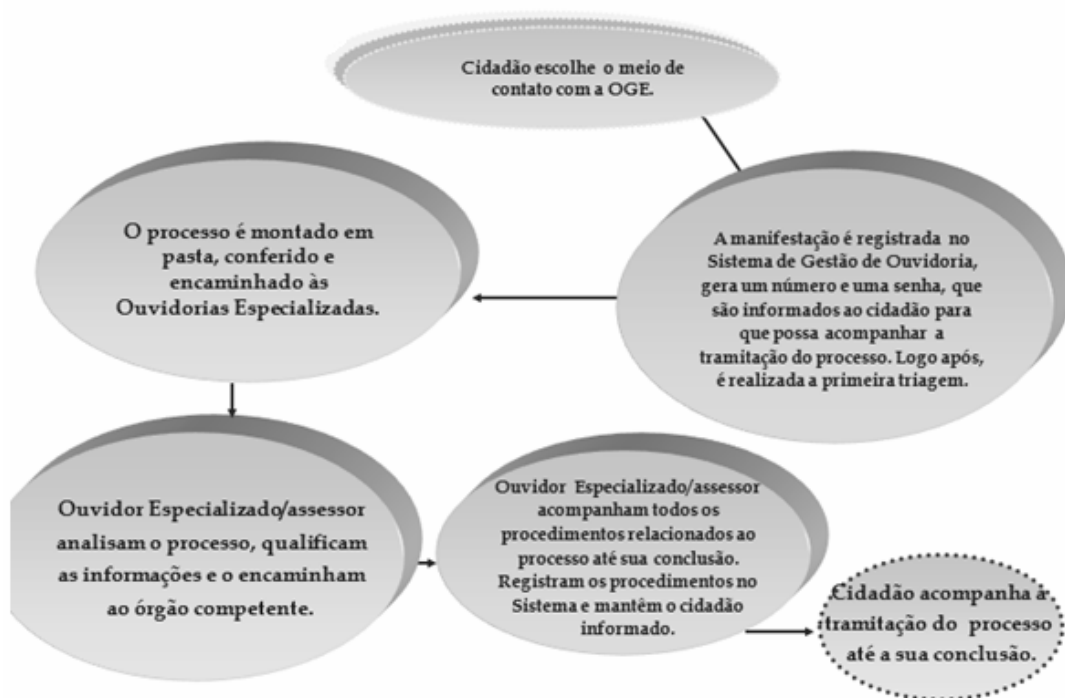 Cidadão escolhe o meio de
contato com a OGE.
A manifestação é registrada no
Sistema de Gestão de Ouvidoria,
gera um número e uma senha, que
são informados ao cidadão para
que possa acompanhar a
tramitação do processo. Logo após,
é realizada a primeira triagem.
O processo é montado em
pasta, conferido e
encaminhado às
Ouvidorias Especializadas.
Ouvidor Especializado/assessor
analisam o processo, qualificam
as informações e o encaminham
ao órgão competente.
Ouvidor Especializado/assessor
acompanham todos os
procedimentos relacionados ao
processo até sua conclusão.
Registram os procedimentos no
Sistema e mantêm o cidadão
informado.
Cidadão acompanha a
tramitação do processo
até a sua conclusão.